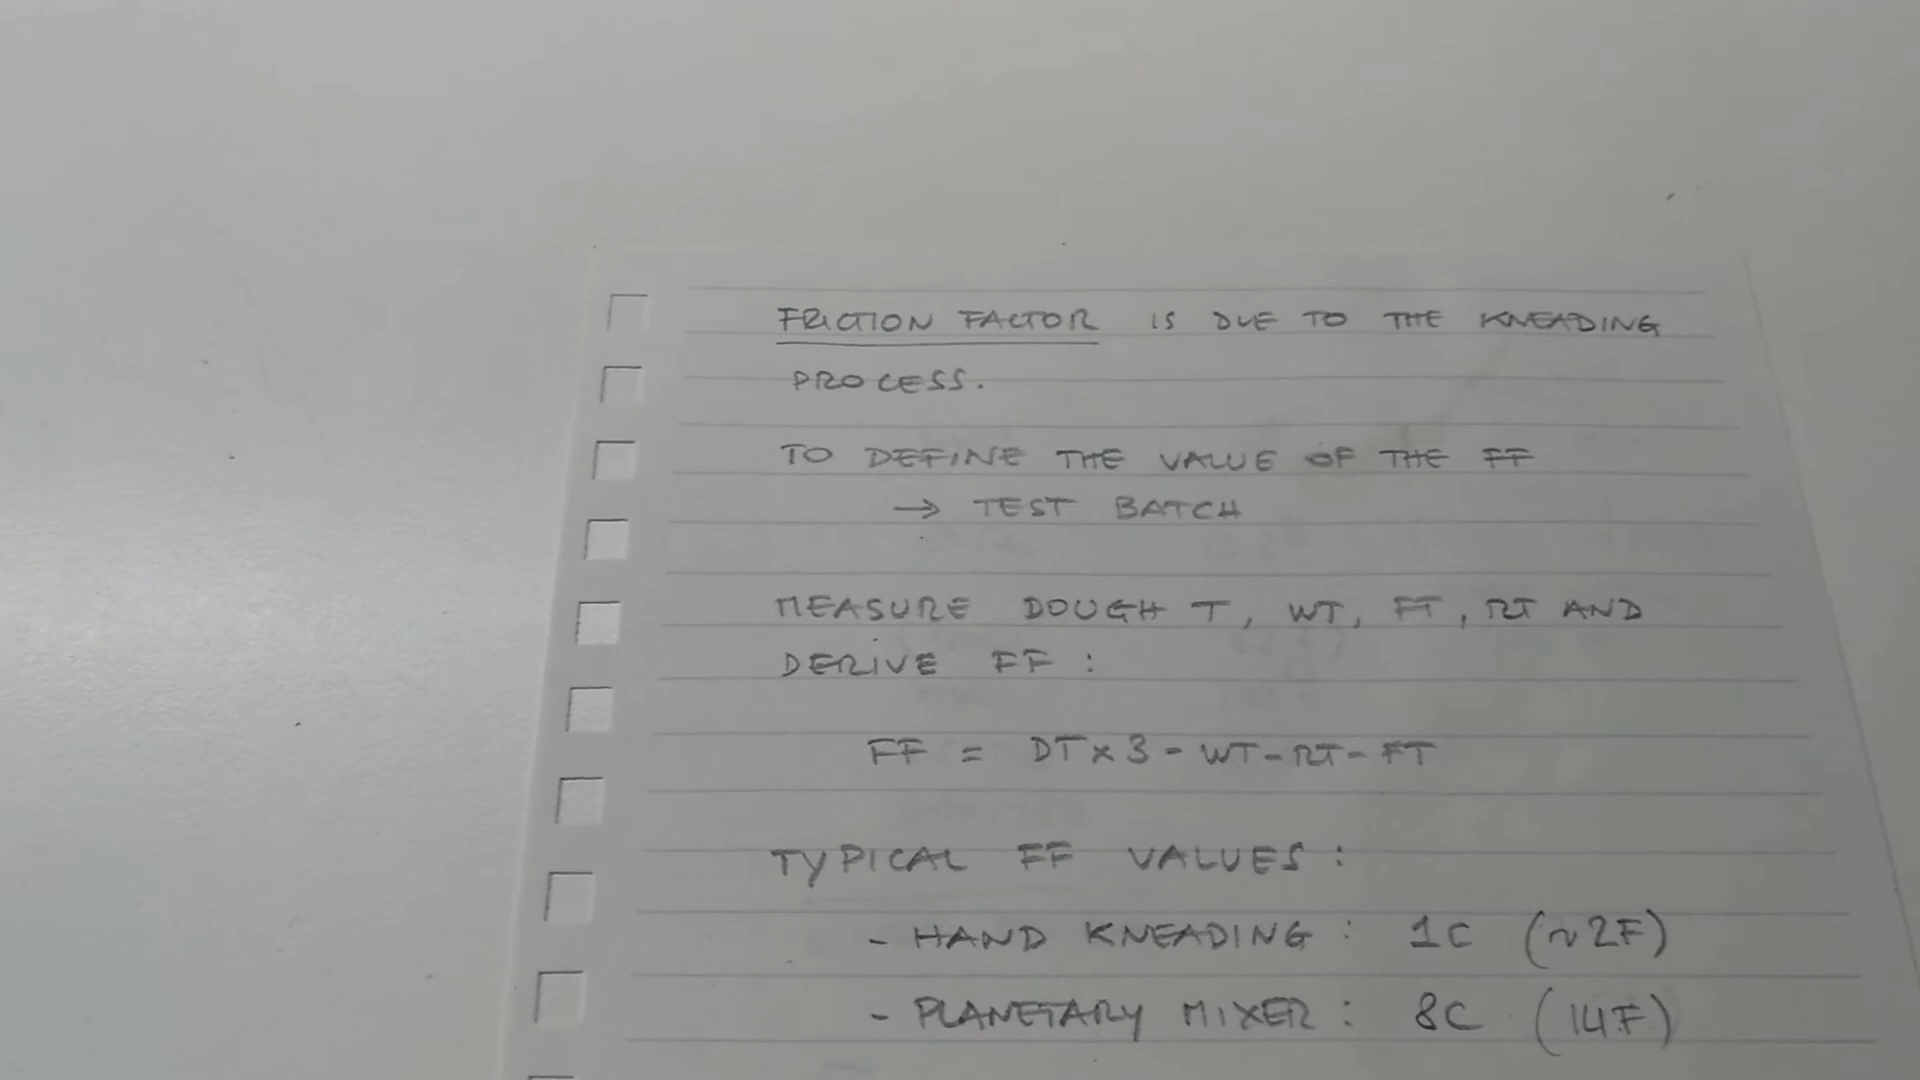 FRICTION FACTOR IS DUE TO THE KNEADING
PROCESS.
TO DEFINE THE VALUE OF THE FF
→ TEST BATCH
MEASURE DOUGH T, WT, FT, RT AND
DERIVE FF :
FF = DT x 3 - WT - RT - FT
TYPICAL FF VALUES :
- HAND KNEADING : 1C (~2F)
- PLANETARY MIXER : 8C (14F)